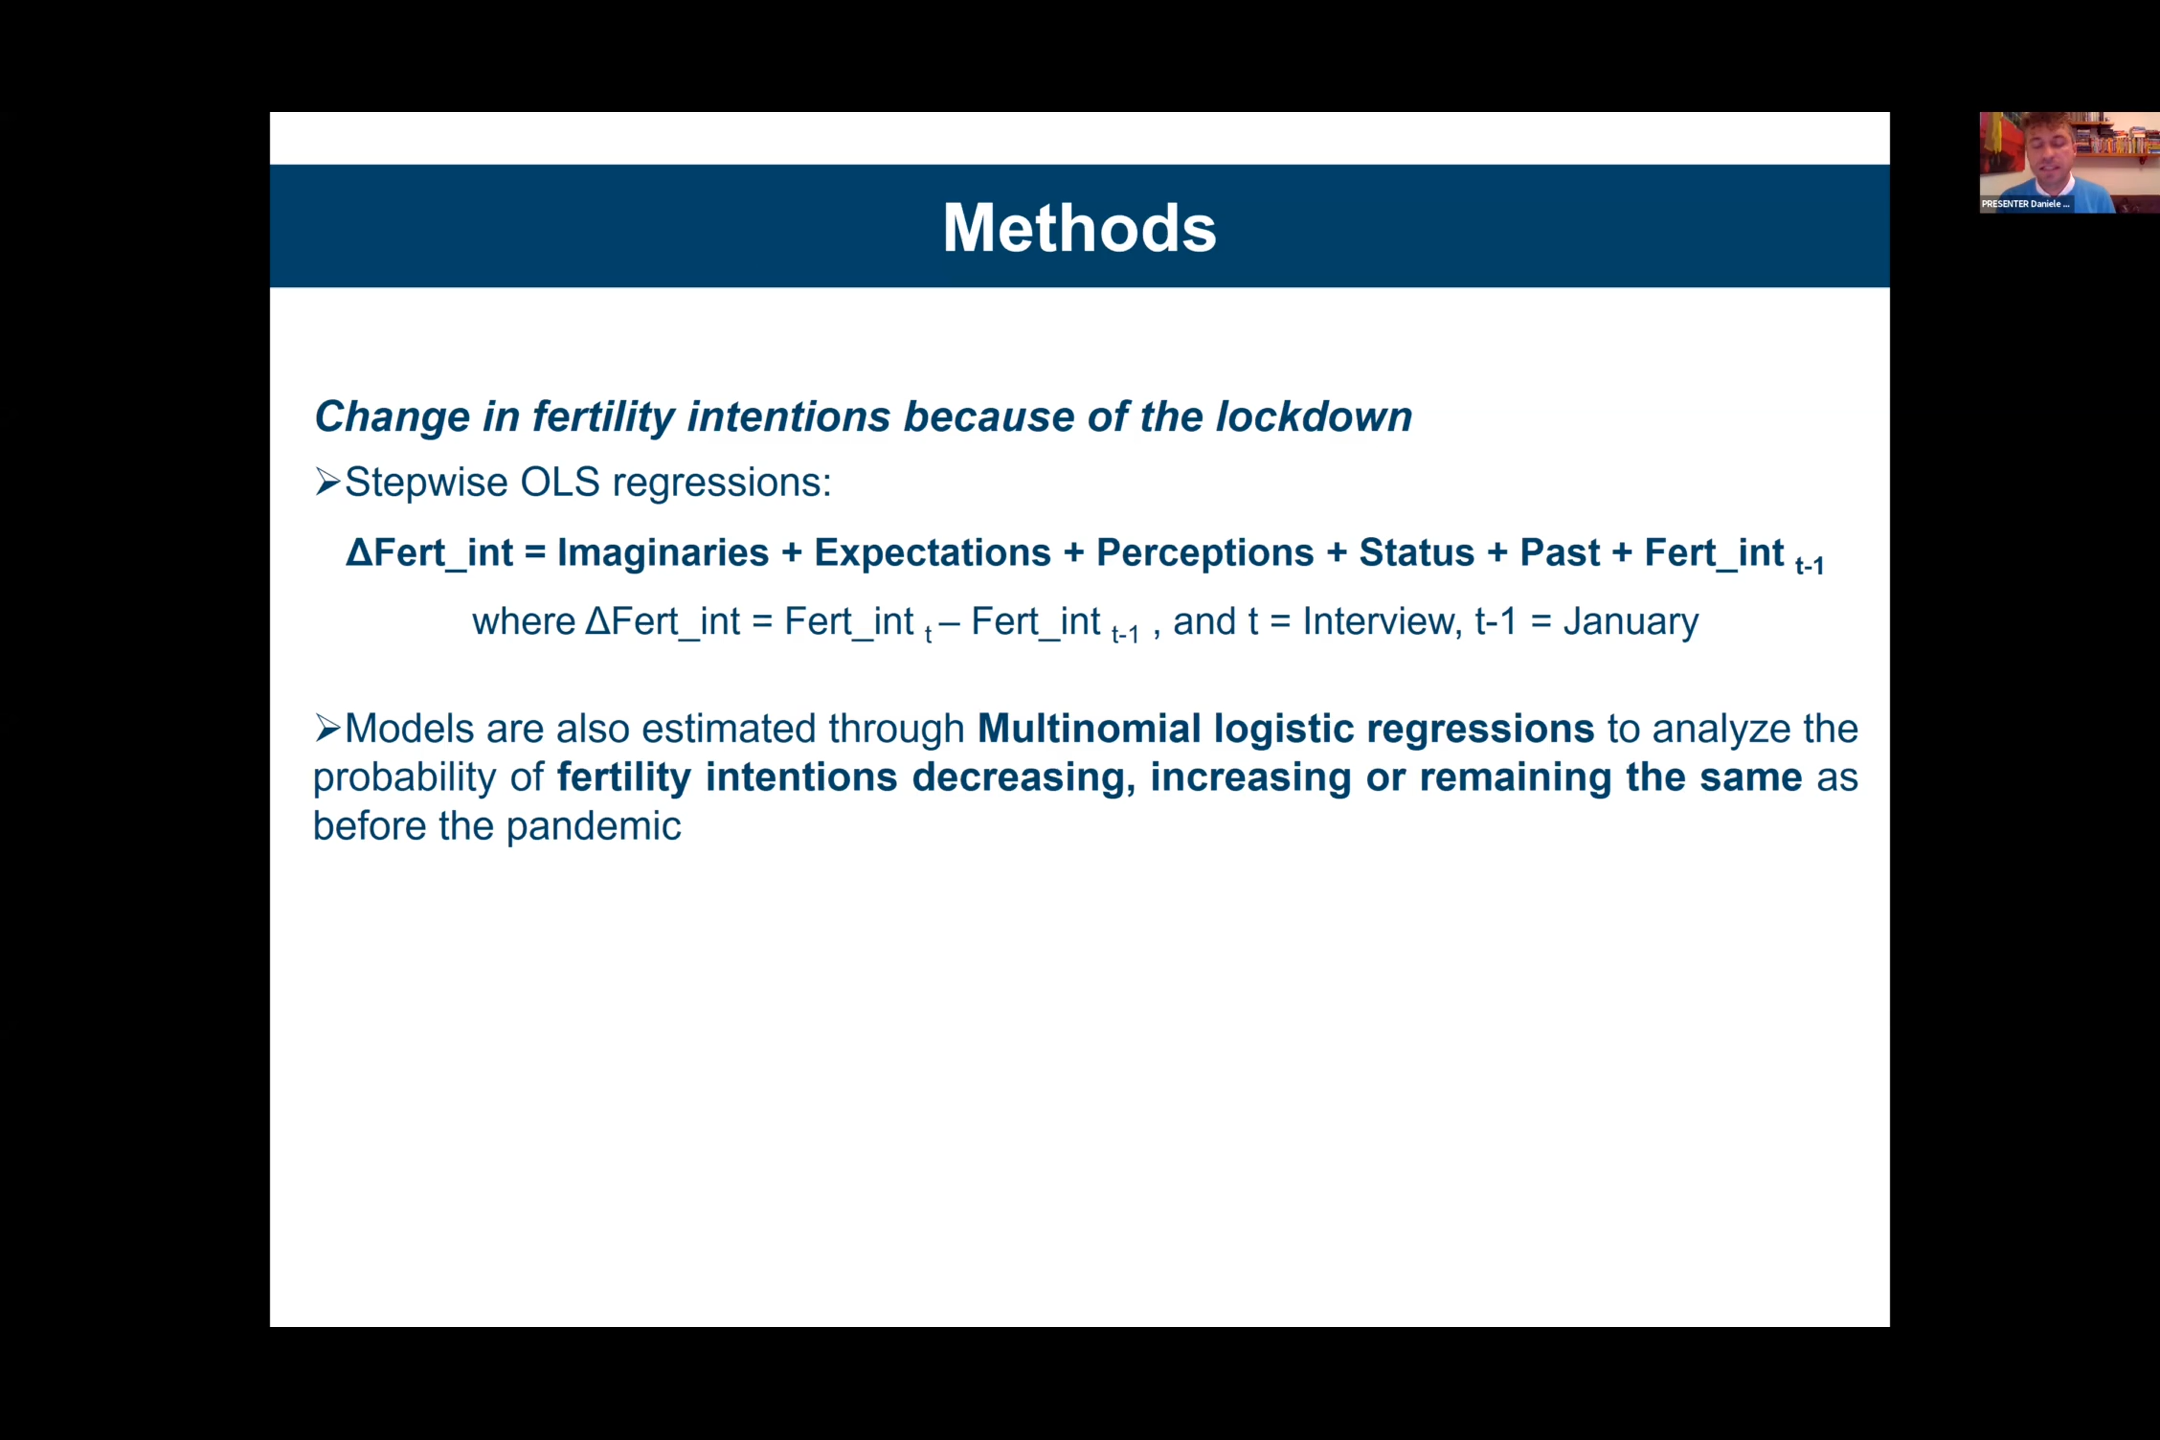 Methods
PRESENTER Daniele ...
Change in fertility intentions because of the lockdown
➢Stepwise OLS regressions:
ΔFert_int = Imaginaries + Expectations + Perceptions + Status + Past + Fert_int t-1
where ΔFert_int = Fert_int t – Fert_int t-1 , and t = Interview, t-1 = January
➢Models are also estimated through Multinomial logistic regressions to analyze the
probability of fertility intentions decreasing, increasing or remaining the same as
before the pandemic